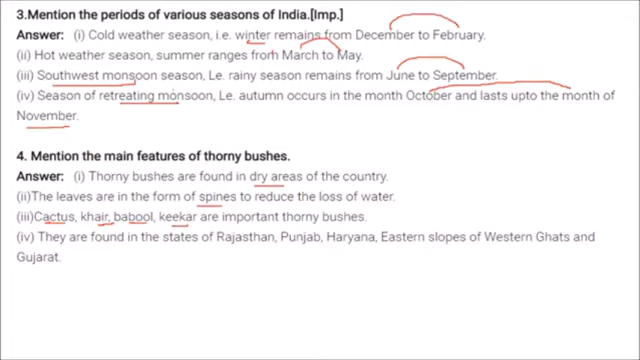 3.Mention the periods of various seasons of India.[Imp.]
Answer: (i) Cold weather season, i.e. winter remains from December to February.
(ii) Hot weather season, summer ranges from March to May.
(iii) Southwest monsoon season, I.e. rainy season remains from June to September.
(iv) Season of retreating monsoon, I.e. autumn occurs in the month October and lasts upto the month of
November.
4. Mention the main features of thorny bushes.
Answer: (i) Thorny bushes are found in dry areas of the country.
(ii)The leaves are in the form of spines to reduce the loss of water.
(iii)Cactus, khair, babool, keekar are important thorny bushes.
(iv) They are found in the states of Rajasthan, Punjab, Haryana, Eastern slopes of Western Ghats and
Gujarat.